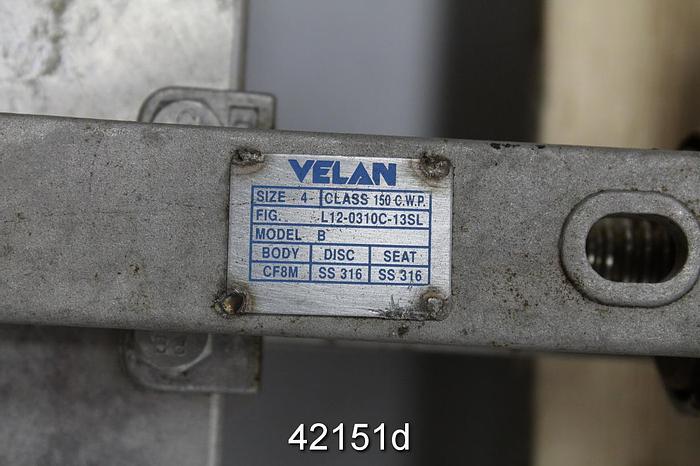 VELAN
SIZE 4- CLASS 150 C.W.P.
FIG. L12-0310C-13SL
MODEL B
BODY DISC SEAT
CF8M SS 316 SS 316
42151d